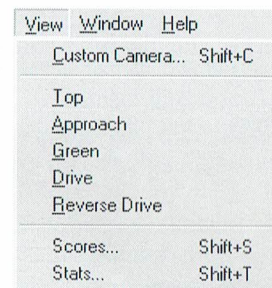 View Window Help
Custom Camera... Shift+C
Top
Approach
Green
Drive
Reverse Drive
Scores... Shift+S
Stats... Shift+T